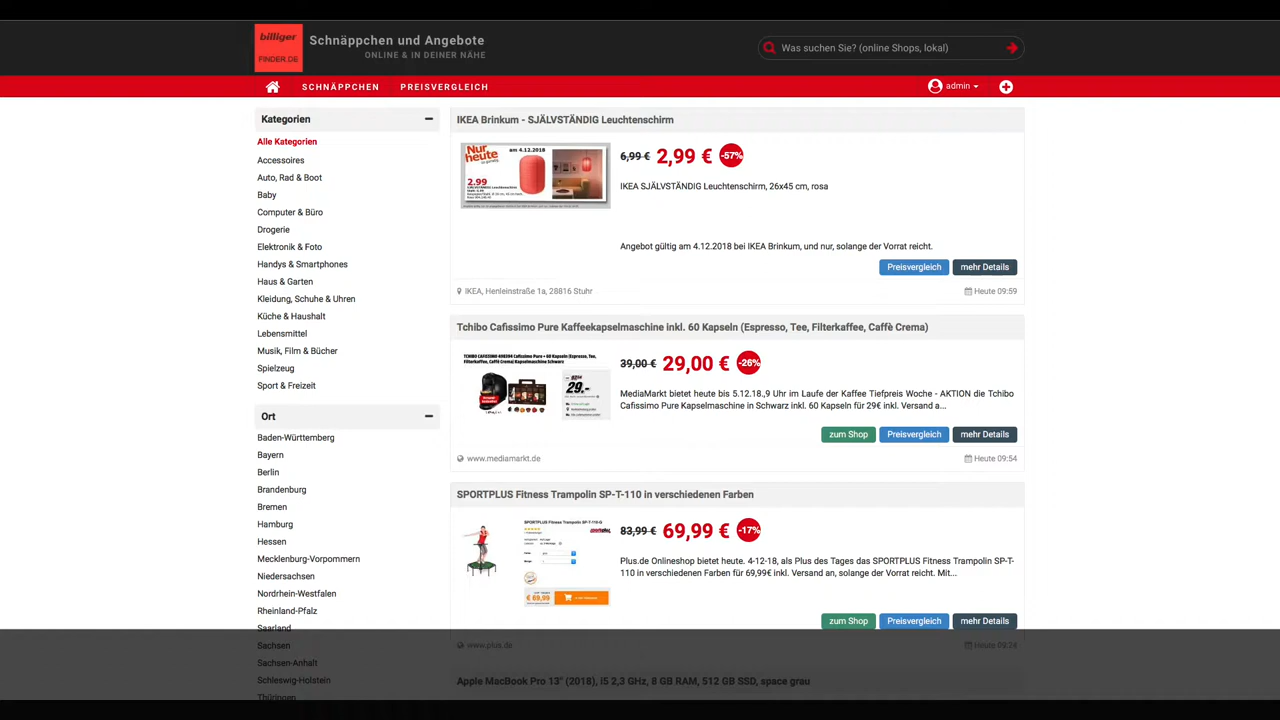 billiger
FINDER.DE
Schnäppchen und Angebote
ONLINE & IN DEINER NÄHE
Was suchen Sie? (online Shops, lokal)
SCHNÄPPCHEN
PREISVERGLEICH
admin
Kategorien
Alle Kategorien
Accessoires
Auto, Rad & Boot
Baby
Computer & Büro
Drogerie
Elektronik & Foto
Handys & Smartphones
Haus & Garten
Kleidung, Schuhe & Uhren
Küche & Haushalt
Lebensmittel
Musik, Film & Bücher
Spielzeug
Sport & Freizeit
Ort
Baden-Württemberg
Bayern
Berlin
Brandenburg
Bremen
Hamburg
Hessen
Mecklenburg-Vorpommern
Niedersachsen
Nordrhein-Westfalen
Rheinland-Pfalz
Saarland
Sachsen
Sachsen-Anhalt
Schleswig-Holstein
Thüringen
IKEA Brinkum - SJÄLVSTÄNDIG Leuchtenschirm
Nur heute
am 4.12.2018
2.99
6,99 € 2,99 € -57%
IKEA SJÄLVSTÄNDIG Leuchtenschirm, 26x45 cm, rosa
Angebot gültig am 4.12.2018 bei IKEA Brinkum, und nur, solange der Vorrat reicht.
Preisvergleich
mehr Details
IKEA, Henleinstraße 1a, 28816 Stuhr
Heute 09:59
Tchibo Cafissimo Pure Kaffeekapselmaschine inkl. 60 Kapseln (Espresso, Tee, Filterkaffee, Caffè Crema)
29.-
39,00 € 29,00 € -26%
MediaMarkt bietet heute bis 5.12.18.,9 Uhr im Laufe der Kaffee Tiefpreis Woche - AKTION die Tchibo
Cafissimo Pure Kapselmaschine in Schwarz inkl. 60 Kapseln für 29€ inkl. Versand a...
zum Shop
Preisvergleich
mehr Details
www.mediamarkt.de
Heute 09:54
SPORTPLUS Fitness Trampolin SP-T-110 in verschiedenen Farben
€ 69,99
83,99 € 69,99 € -17%
Plus.de Onlineshop bietet heute. 4-12-18, als Plus des Tages das SPORTPLUS Fitness Trampolin SP-T-
110 in verschiedenen Farben für 69,99€ inkl. Versand an, solange der Vorrat reicht. Mit...
zum Shop
Preisvergleich
mehr Details
www.plus.de
Heute 09:24
Apple MacBook Pro 13" (2018), i5 2,3 GHz, 8 GB RAM, 512 GB SSD, space grau